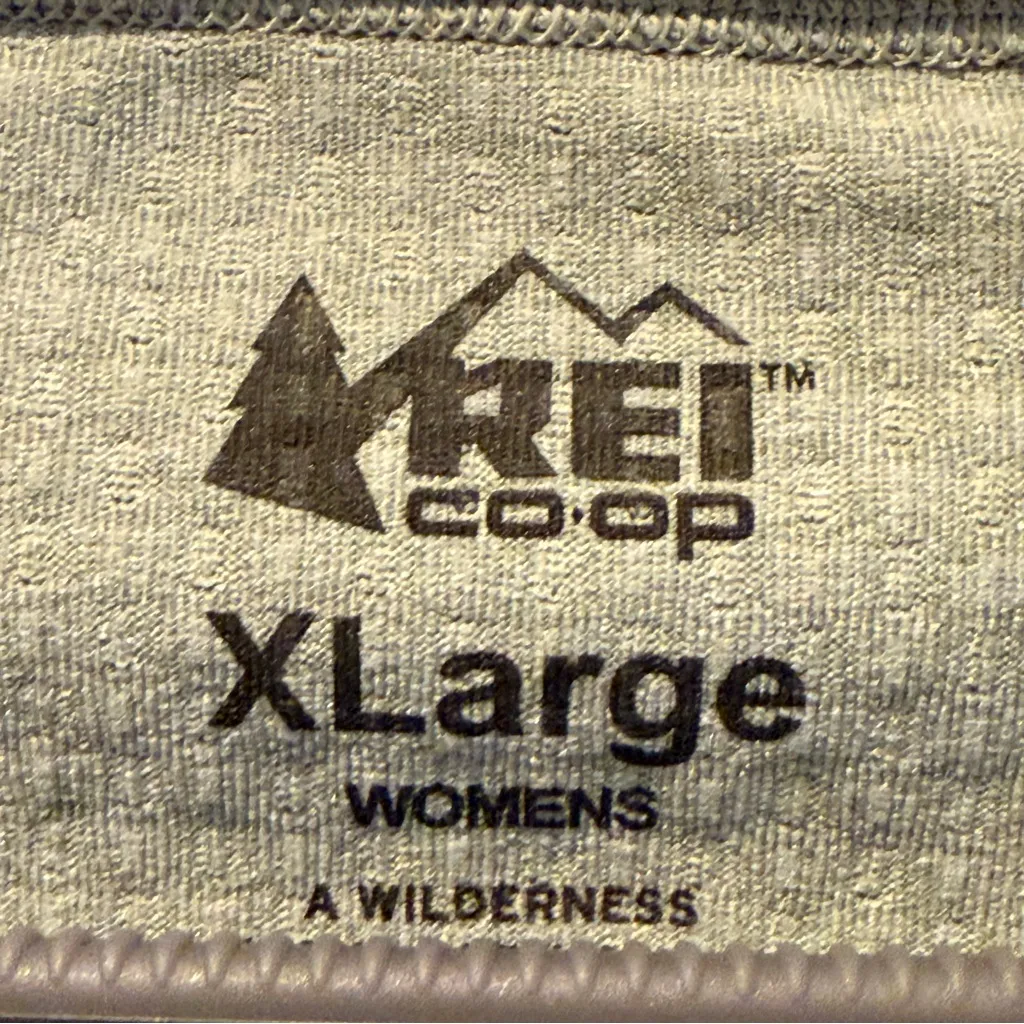 REI™
co·op
XLarge
WOMENS
A WILDERNESS